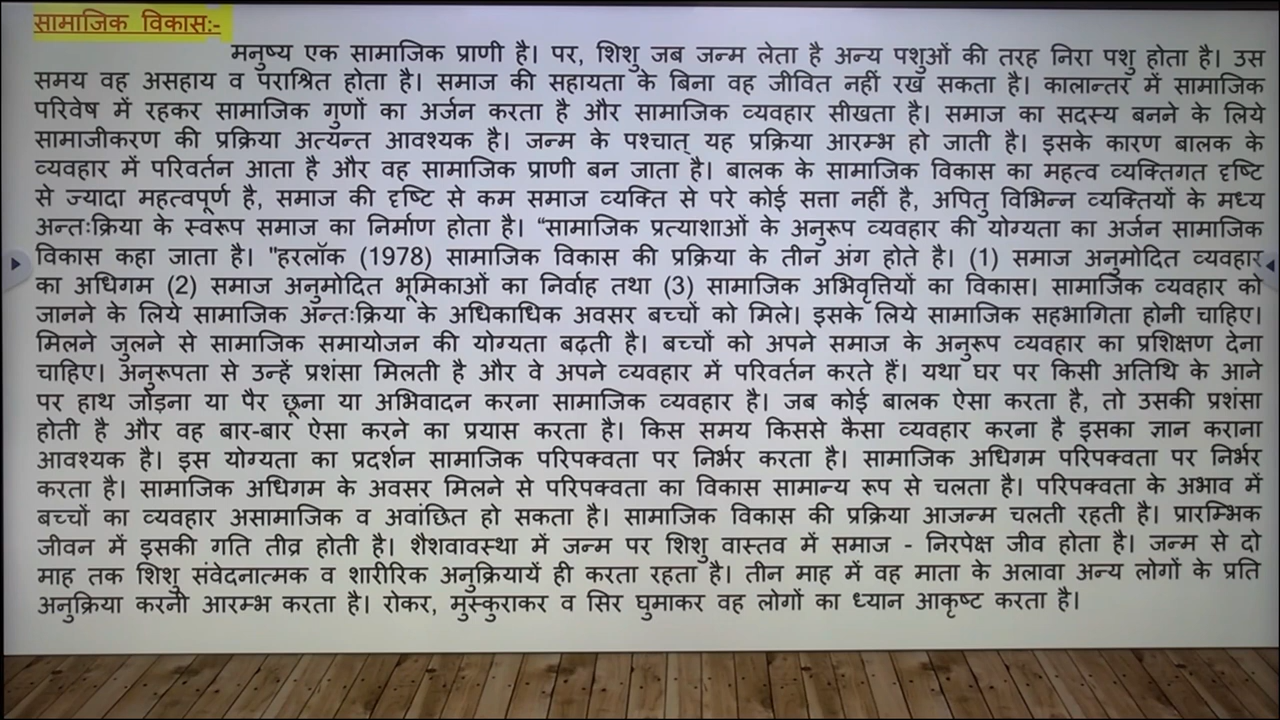 सामाजिक विकास:-
मनुष्य एक सामाजिक प्राणी है। पर, शिशु जब जन्म लेता है अन्य पशुओं की तरह निरा पशु होता है। उस
समय वह असहाय व पराश्रित होता है। समाज की सहायता के बिना वह जीवित नहीं रख सकता है। कालान्तर में सामाजिक
परिवेष में रहकर सामाजिक गुणों का अर्जन करता है और सामाजिक व्यवहार सीखता है। समाज का सदस्य बनने के लिये
सामाजीकरण की प्रक्रिया अत्यन्त आवश्यक है। जन्म के पश्चात् यह प्रक्रिया आरम्भ हो जाती है। इसके कारण बालक के
व्यवहार में परिवर्तन आता है और वह सामाजिक प्राणी बन जाता है। बालक के सामाजिक विकास का महत्व व्यक्तिगत दृष्टि
से ज्यादा महत्वपूर्ण है, समाज की दृष्टि से कम समाज व्यक्ति से परे कोई सत्ता नहीं है, अपितु विभिन्न व्यक्तियों के मध्य
अन्तःक्रिया के स्वरूप समाज का निर्माण होता है। “सामाजिक प्रत्याशाओं के अनुरूप व्यवहार की योग्यता का अर्जन सामाजिक
विकास कहा जाता है। "हरलॉक (1978) सामाजिक विकास की प्रक्रिया के तीन अंग होते है। (1) समाज अनुमोदित व्यवहार
का अधिगम (2) समाज अनुमोदित भूमिकाओं का निर्वाह तथा (3) सामाजिक अभिवृत्तियों का विकास। सामाजिक व्यवहार को
जानने के लिये सामाजिक अन्तःक्रिया के अधिकाधिक अवसर बच्चों को मिले। इसके लिये सामाजिक सहभागिता होनी चाहिए।
मिलने जुलने से सामाजिक समायोजन की योग्यता बढ़ती है। बच्चों को अपने समाज के अनुरूप व्यवहार का प्रशिक्षण देना
चाहिए। अनुरूपता से उन्हें प्रशंसा मिलती है और वे अपने व्यवहार में परिवर्तन करते हैं। यथा घर पर किसी अतिथि के आने
पर हाथ जोड़ना या पैर छूना या अभिवादन करना सामाजिक व्यवहार है। जब कोई बालक ऐसा करता है, तो उसकी प्रशंसा
होती है और वह बार-बार ऐसा करने का प्रयास करता है। किस समय किससे कैसा व्यवहार करना है इसका ज्ञान कराना
आवश्यक है। इस योग्यता का प्रदर्शन सामाजिक परिपक्वता पर निर्भर करता है। सामाजिक अधिगम परिपक्वता पर निर्भर
करता है। सामाजिक अधिगम के अवसर मिलने से परिपक्वता का विकास सामान्य रूप से चलता है। परिपक्वता के अभाव में
बच्चों का व्यवहार असामाजिक व अवांछित हो सकता है। सामाजिक विकास की प्रक्रिया आजन्म चलती रहती है। प्रारम्भिक
जीवन में इसकी गति तीव्र होती है। शैशवावस्था में जन्म पर शिशु वास्तव में समाज - निरपेक्ष जीव होता है। जन्म से दो
माह तक शिशु संवेदनात्मक व शारीरिक अनुक्रियायें ही करता रहता है। तीन माह में वह माता के अलावा अन्य लोगों के प्रति
अनुक्रिया करनी आरम्भ करता है। रोकर, मुस्कुराकर व सिर घुमाकर वह लोगों का ध्यान आकृष्ट करता है।